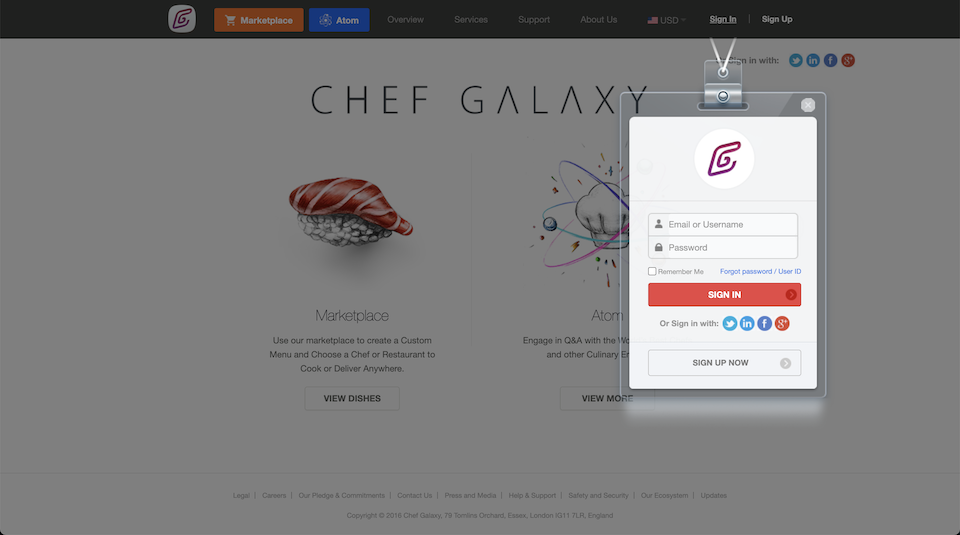 Marketplace
Atom
Overview
Services
Support
About Us
USD
Sign In
Sign Up
Sign in with:
CHEF GALAXY
Email or Username
Password
Remember Me
Forgot password / User ID
SIGN IN
Or Sign in with:
SIGN UP NOW
Marketplace
Use our marketplace to create a Custom
Menu and Choose a Chef or Restaurant to
Cook or Deliver Anywhere.
VIEW DISHES
Atom
Engage in Q&A with the
and other Culinary
VIEW MORE
Legal | Careers | Our Pledge & Commitments | Contact Us | Press and Media | Help & Support | Safety and Security | Our Ecosystem | Updates
Copyright © 2016 Chef Galaxy, 79 Tomlins Orchard, Essex, London IG11 7LR, England